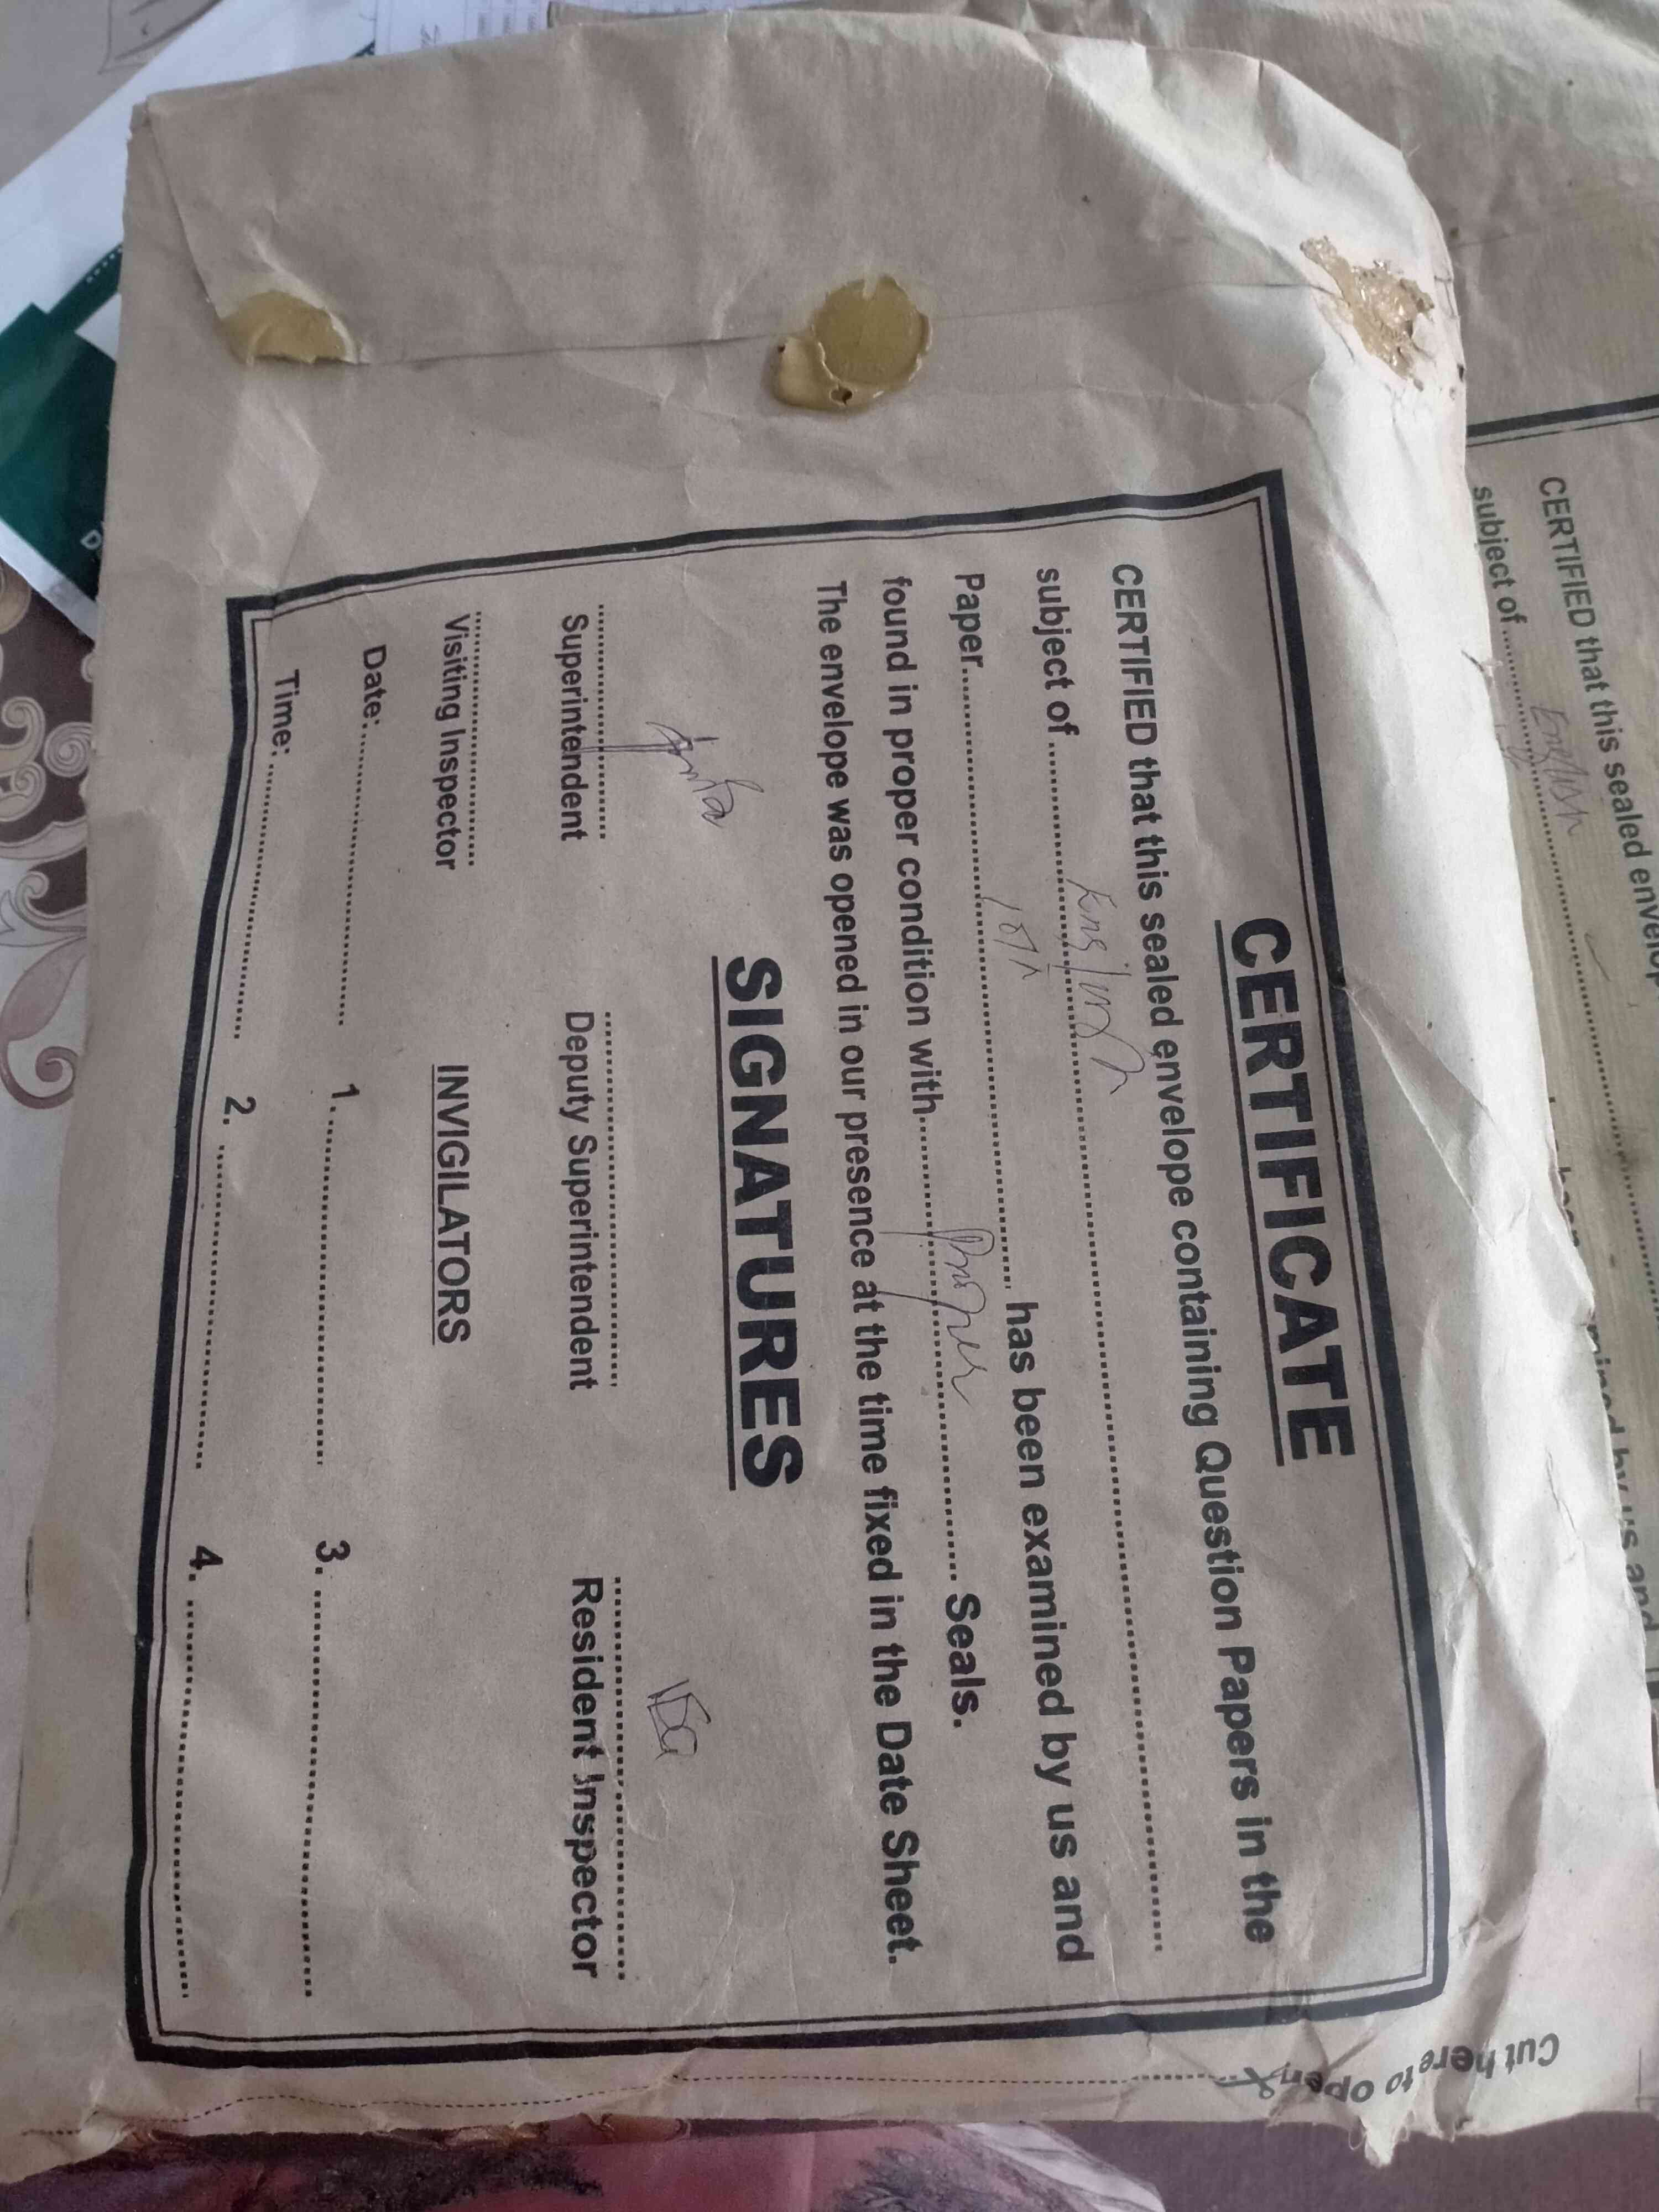 CERTIFICATE
CERTIFIED that this sealed envelope containing Question Papers in the
subject of .......... English ..........
Paper.......... 10th .......... has been examined by us and
found in proper condition with.......... Proper .......... Seals.
The envelope was opened in our presence at the time fixed in the Date Sheet.
SIGNATURES
Superintendent Deputy Superintendent Resident Inspector
Visiting Inspector INVIGILATORS
Date:.......... 1........... 3. ..........
Time:.......... 2. .......... 4. ..........
Cut here to open
CERTIFIED that this sealed envelop
subject of .......... English ..........
by us and